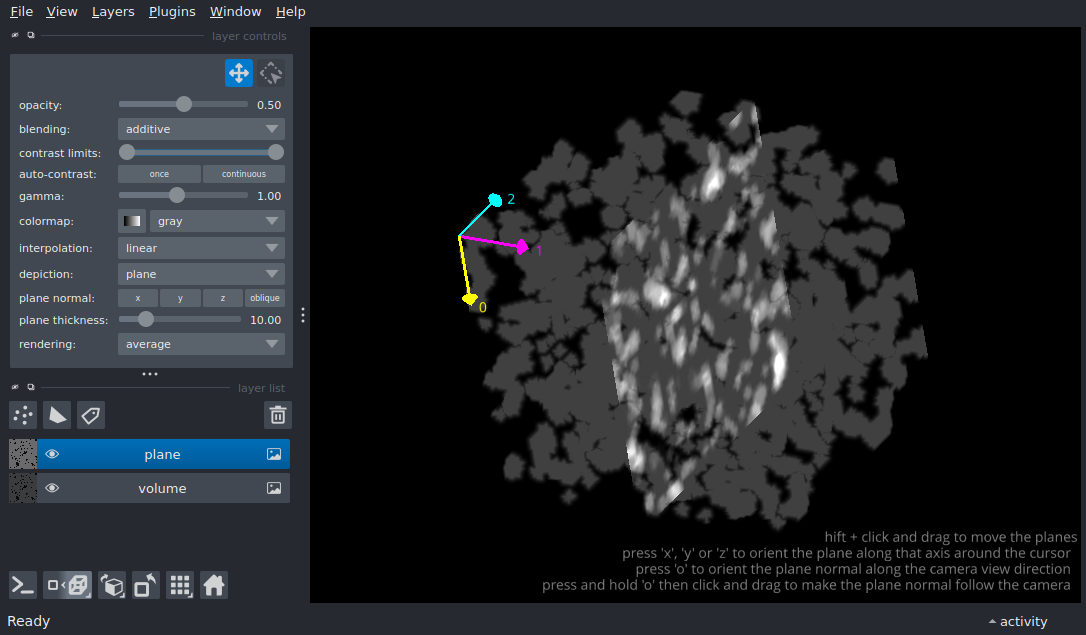 File View Layers Plugins Window Help
layer controls
opacity: 0.50
blending: additive
contrast limits:
auto-contrast: once continuous
gamma: 1.00
colormap: gray
interpolation: linear
depiction: plane
plane normal: x y z oblique
plane thickness: 10.00
rendering: average
layer list
plane
volume
2
1
0
hift + click and drag to move the planes
press 'x', 'y' or 'z' to orient the plane along that axis around the cursor
press 'o' to orient the plane normal along the camera view direction
press and hold 'o' then click and drag to make the plane normal follow the camera
Ready
activity